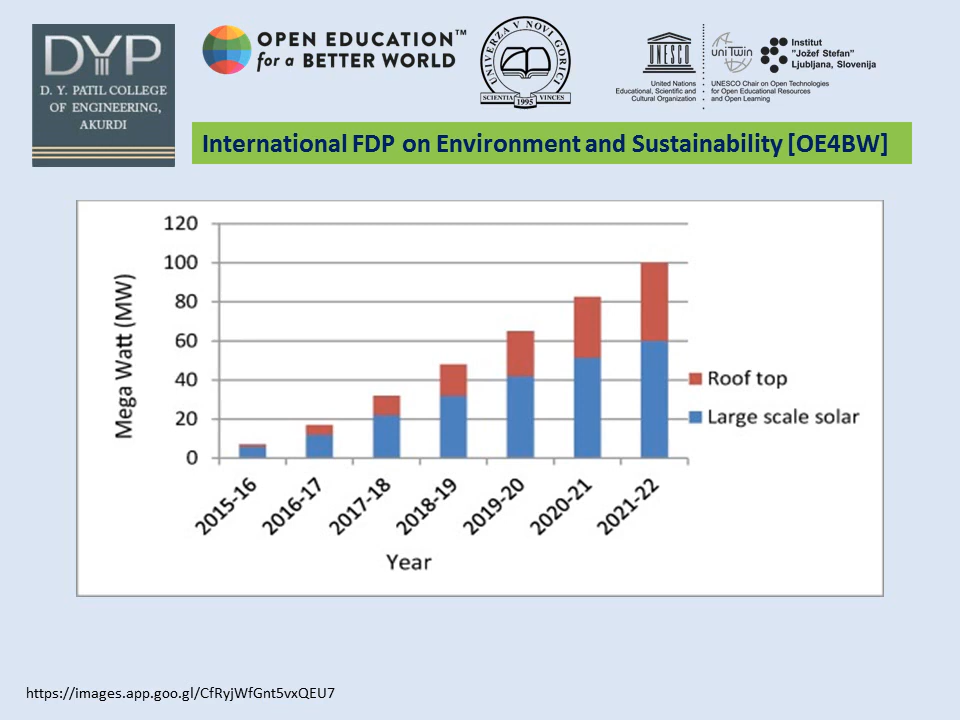 DYP
D. Y. PATIL COLLEGE
OF ENGINEERING,
AKURDI
OPEN EDUCATION™
for a BETTER WORLD
UNIVERZA V NOVI GORICI
SCIENTIA VINCES
1995
UNESCO
United Nations
Educational, Scientific and
Cultural Organization
uniTwin
UNESCO Chair on Open Technologies
for Open Educational Resources
and Open Learning
Institut
"Jožef Stefan"
Ljubljana, Slovenija
International FDP on Environment and Sustainability [OE4BW]
Mega Watt (MW)
120
100
80
60
40
20
0
2015-16
2016-17
2017-18
2018-19
2019-20
2020-21
2021-22
Year
Roof top
Large scale solar
https://images.app.goo.gl/CfRyjWfGnt5vxQEU7